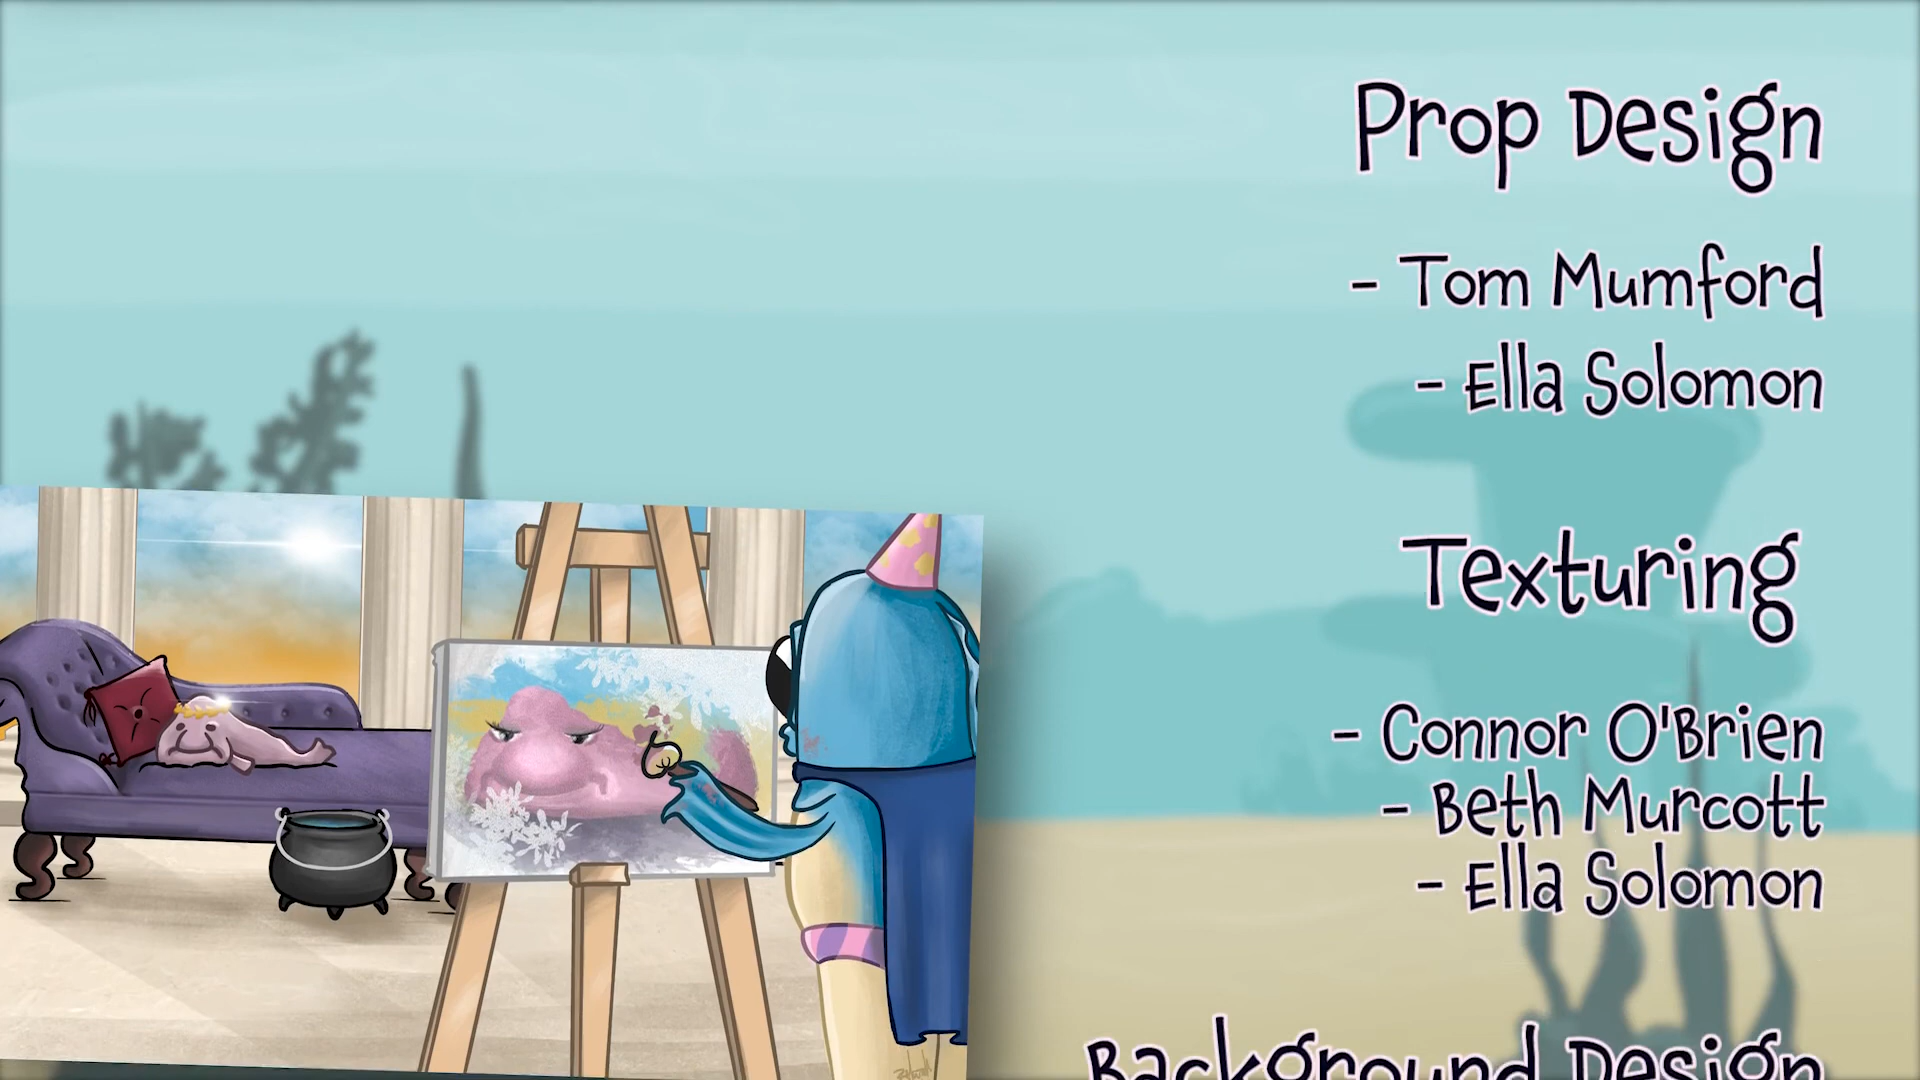 Prop Design
- Tom Mumford
- Ella Solomon
Texturing
- Connor O'Brien
- Beth Murcott
- Ella Solomon
Background Design